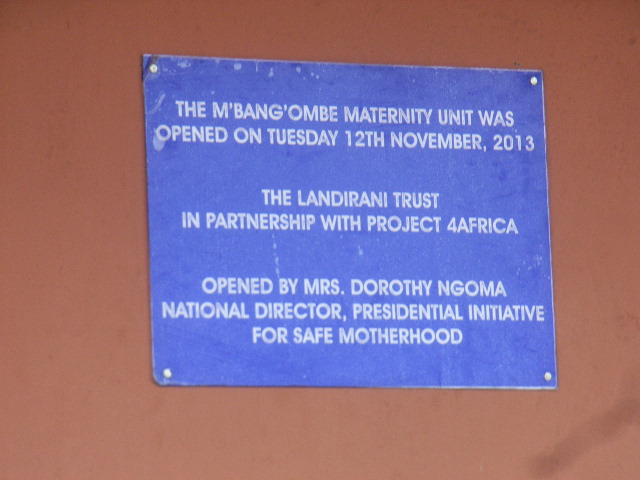 THE M'BANG'OMBE MATERNITY UNIT WAS
OPENED ON TUESDAY 12TH NOVEMBER, 2013
THE LANDIRANI TRUST
IN PARTNERSHIP WITH PROJECT 4AFRICA
OPENED BY MRS. DOROTHY NGOMA
NATIONAL DIRECTOR, PRESIDENTIAL INITIATIVE
FOR SAFE MOTHERHOOD